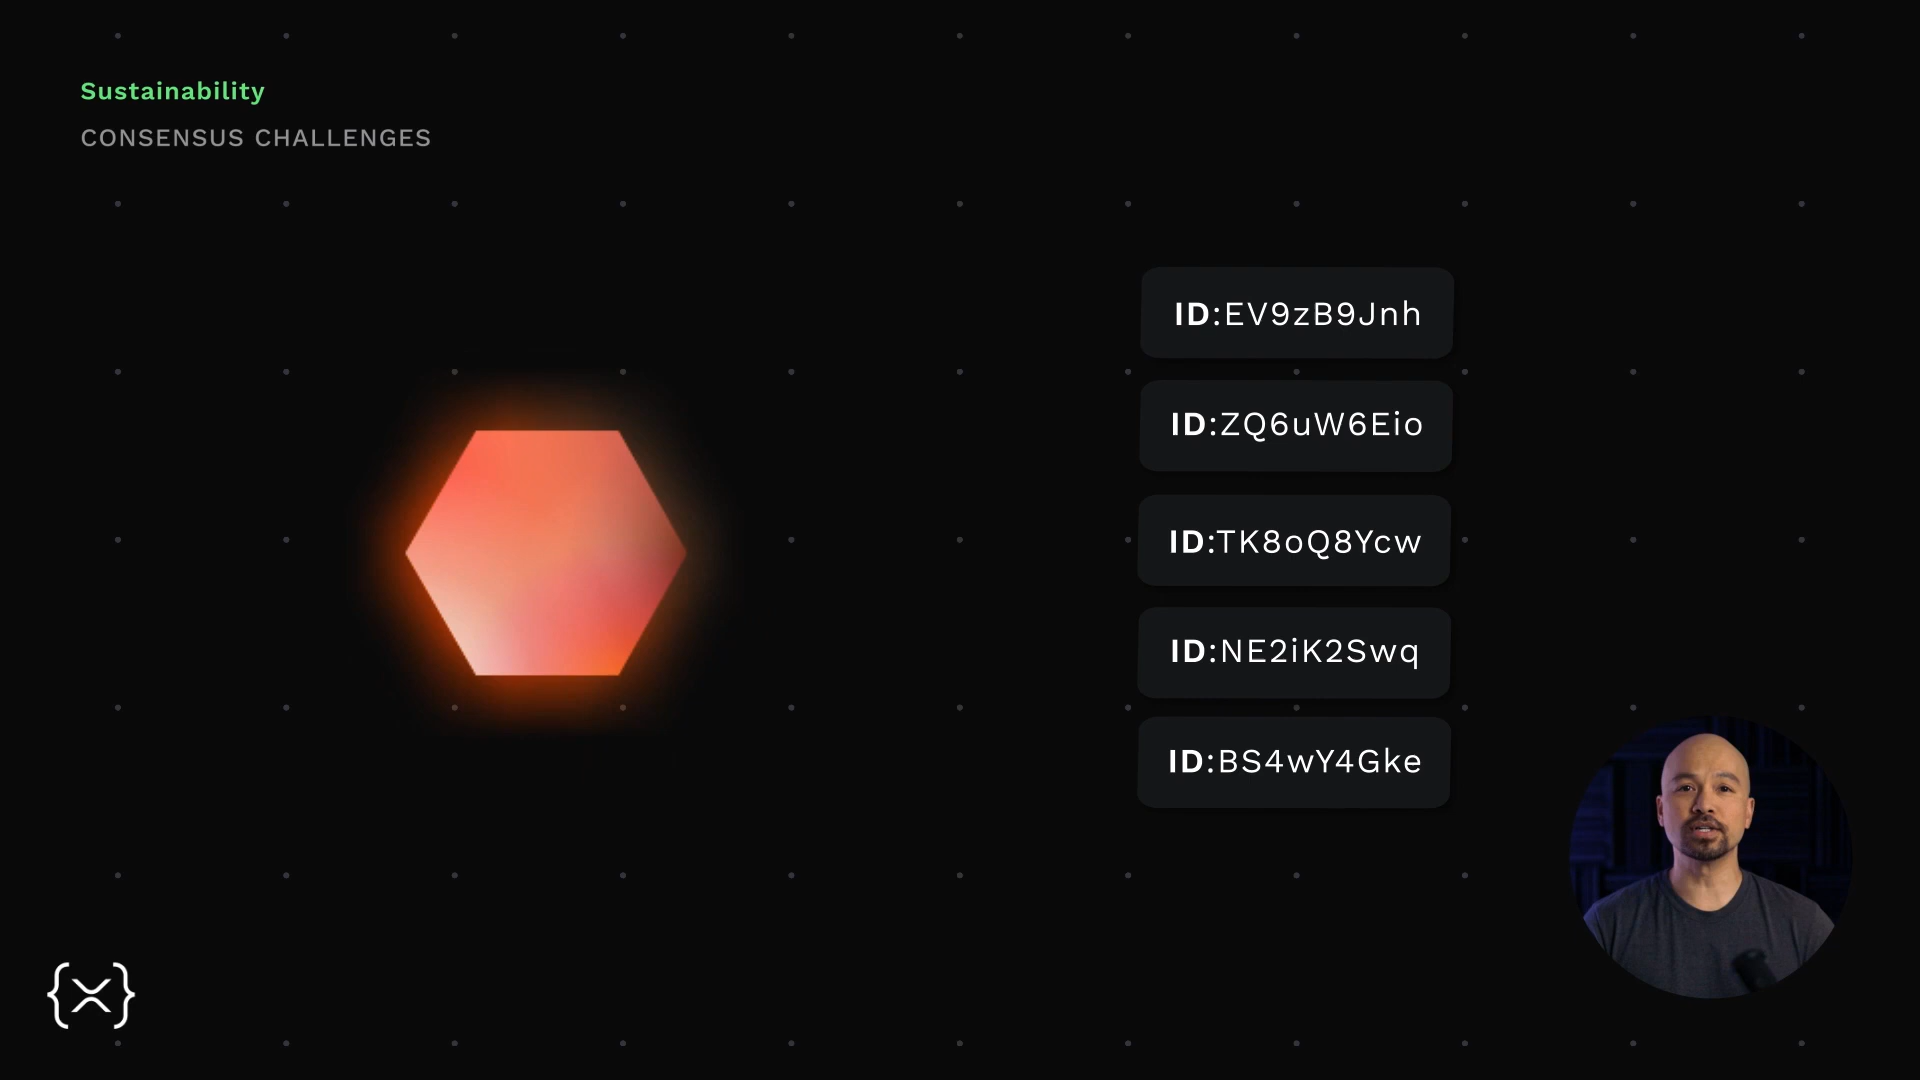 Sustainability
CONSENSUS CHALLENGES
ID:EV9zB9Jnh
ID:ZQ6uW6Eio
ID:TK8oQ8Ycw
ID:NE2iK2Swq
ID:BS4wY4Gke